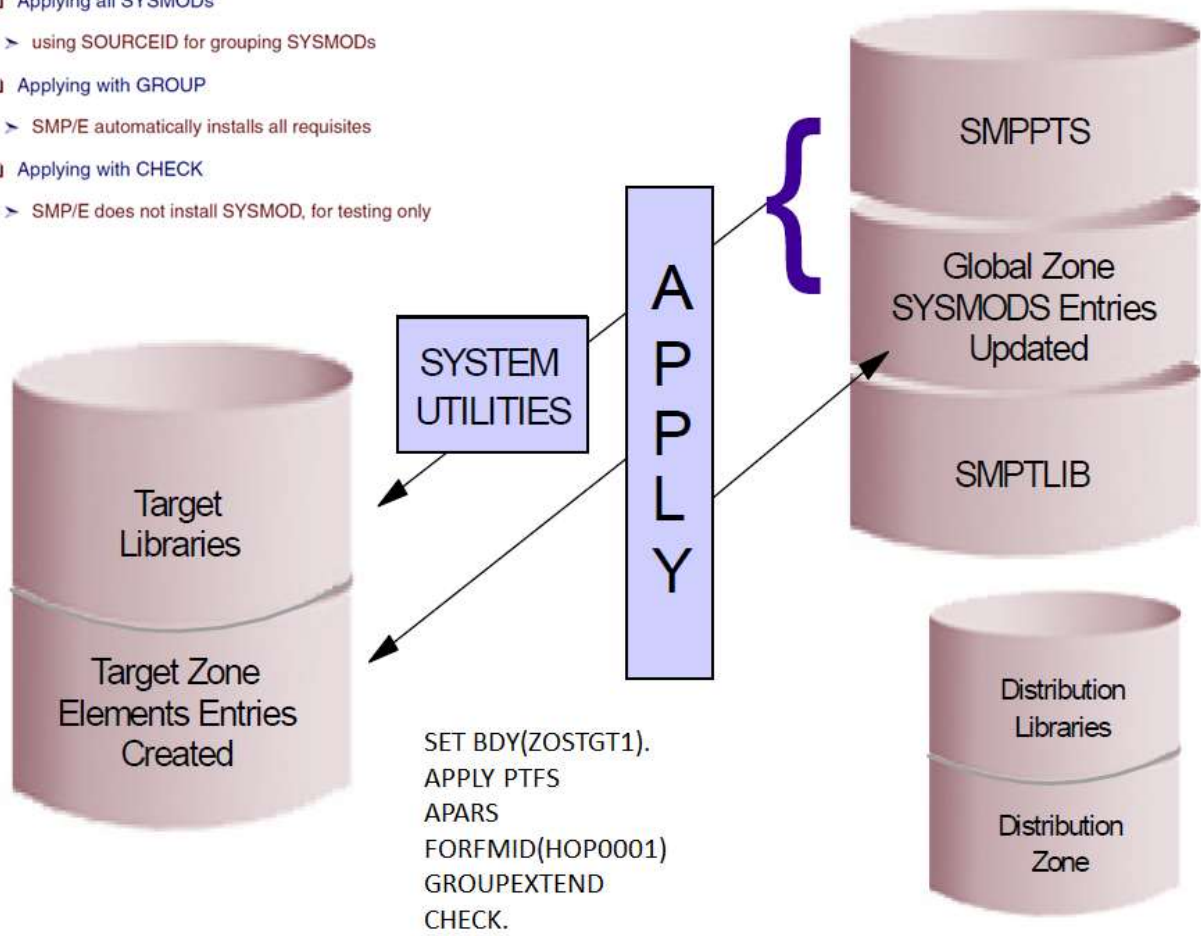 Applying all SYSMODs
➢ using SOURCEID for grouping SYSMODs
Applying with GROUP
➢ SMP/E automatically installs all requisites
Applying with CHECK
➢ SMP/E does not install SYSMOD, for testing only
SMPPTS
Global Zone
SYSMODS Entries
Updated
SMPTLIB
A
P
P
L
Y
SYSTEM
UTILITIES
Target
Libraries
Target Zone
Elements Entries
Created
SET BDY(ZOSTGT1).
APPLY PTFS
APARS
FORFMID(HOP0001)
GROUPEXTEND
CHECK.
Distribution
Libraries
Distribution
Zone